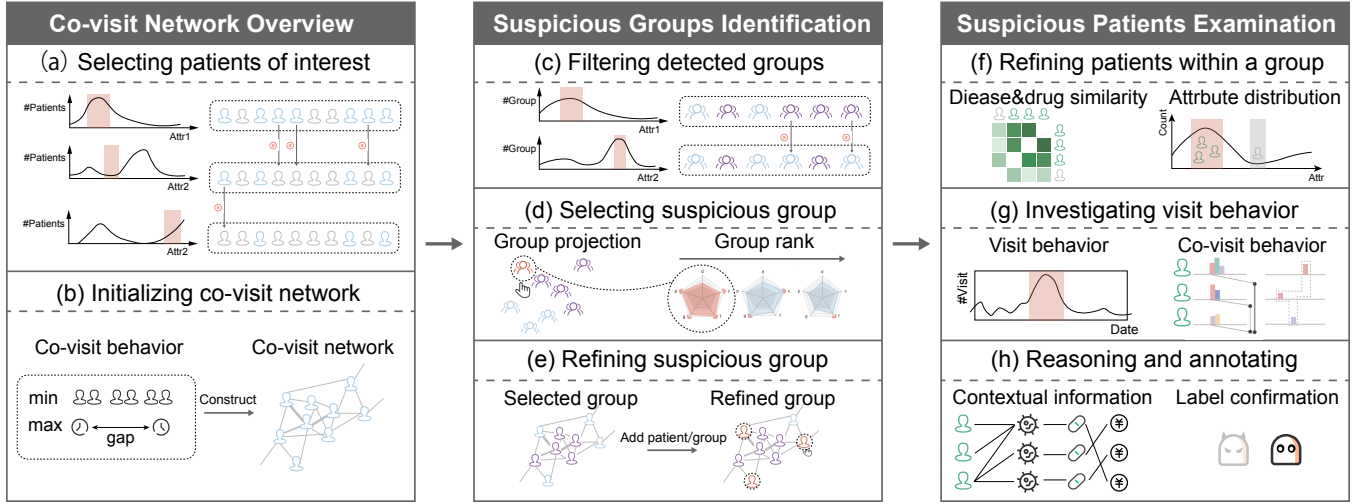 Co-visit Network Overview
(a) Selecting patients of interest
#Patients
Attr1
#Patients
Attr2
#Patients
Attr2
(b) Initializing co-visit network
Co-visit behavior
Co-visit network
min
max
gap
Construct
Suspicious Groups Identification
(c) Filtering detected groups
#Group
Attr1
#Group
Attr2
(d) Selecting suspicious group
Group projection
Group rank
(e) Refining suspicious group
Selected group
Refined group
Add patient/group
Suspicious Patients Examination
(f) Refining patients within a group
Diease&drug similarity
Attrbute distribution
Count
Attr
(g) Investigating visit behavior
Visit behavior
Co-visit behavior
#Visit
Date
(h) Reasoning and annotating
Contextual information
Label confirmation
¥
¥
¥